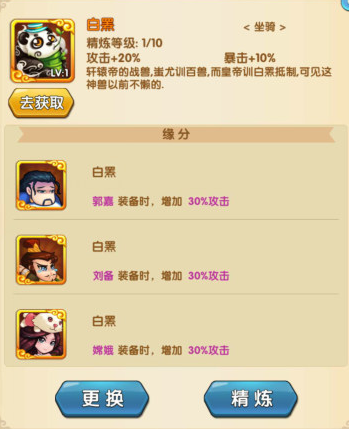 白罴
< 坐骑 >
精炼等级: 1/10
攻击+20% 暴击+10%
LV:1
轩辕帝的战兽,蚩尤训百兽,而皇帝训白罴抵制,可见这
神兽以前不懒的.
去获取
缘分
白罴
郭嘉 装备时，增加 30%攻击
白罴
刘备 装备时，增加 30%攻击
白罴
嫦娥 装备时，增加 30%攻击
更换
精炼